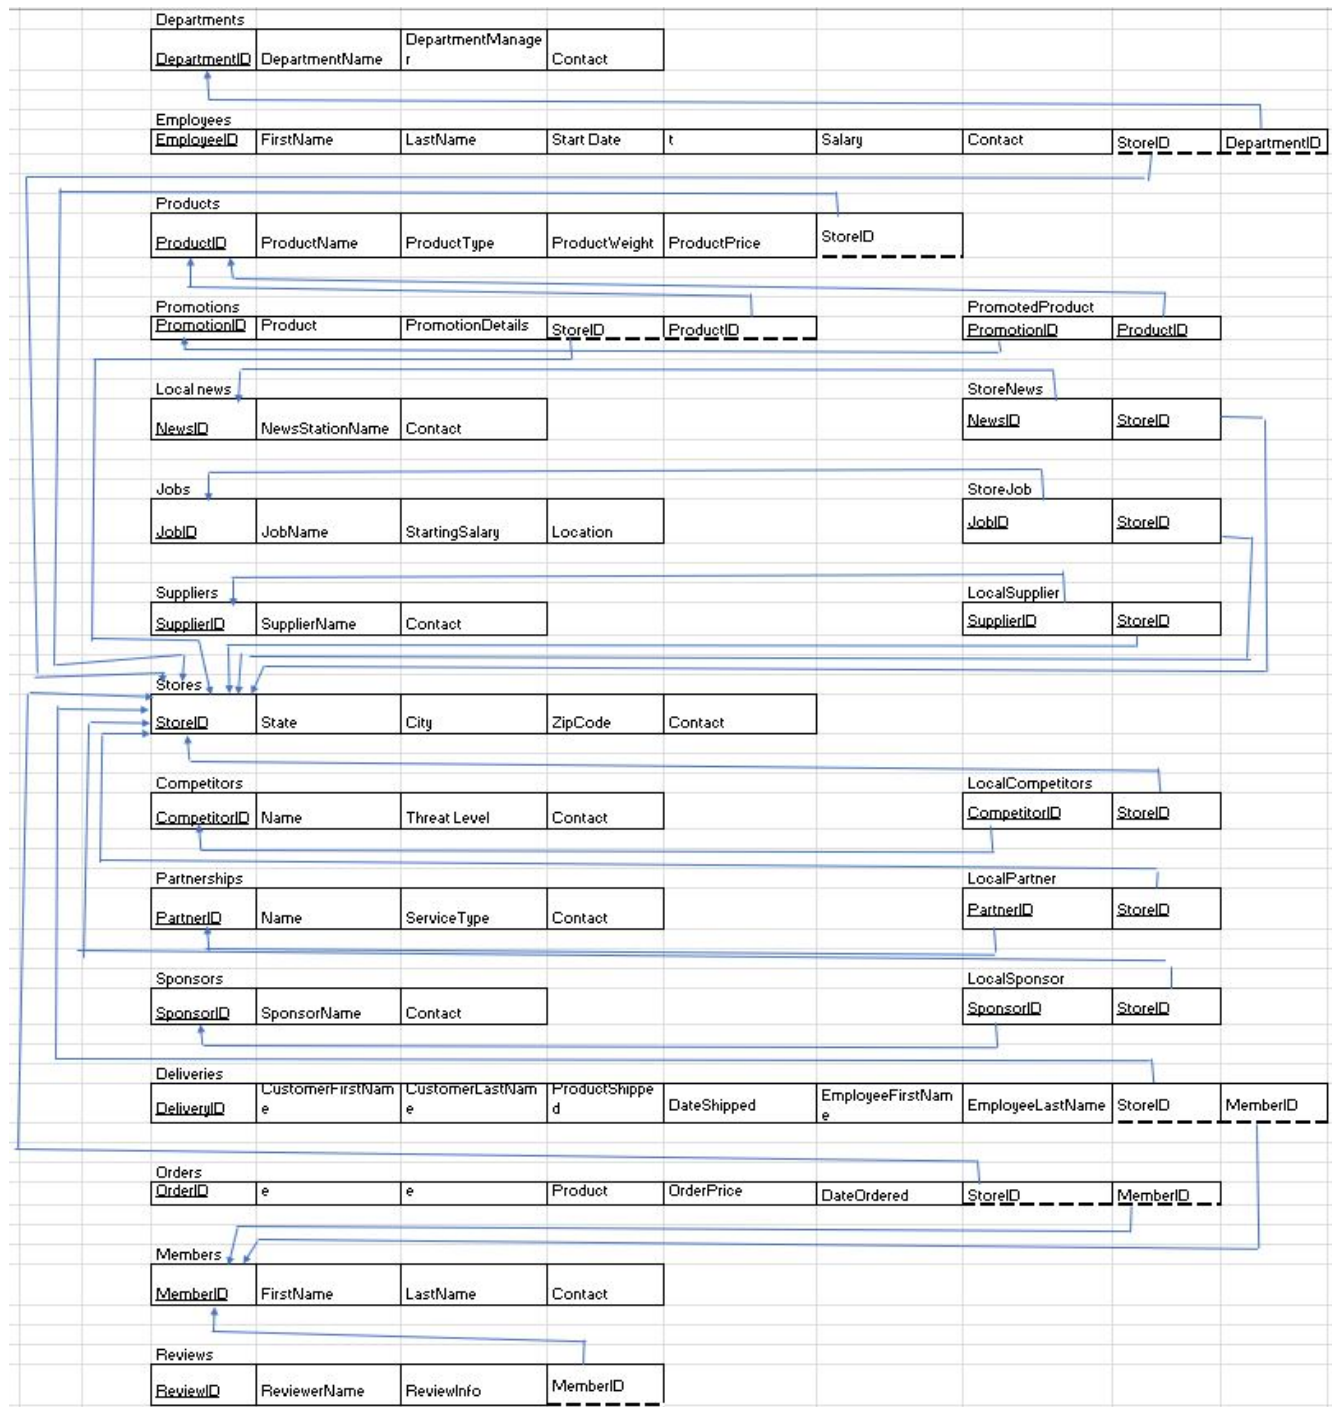 Departments
DepartmentID DepartmentName DepartmentManage
r Contact
Employees
EmployeeID FirstName LastName Start Date t Salary Contact StoreID DepartmentID
Products
ProductID ProductName ProductType ProductWeight ProductPrice StoreID
Promotions PromotedProduct
PromotionID Product PromotionDetails StoreID ProductID PromotionID ProductID
Local news StoreNews
NewsID NewsStationName Contact NewsID StoreID
Jobs StoreJob
JobID JobName StartingSalary Location JobID StoreID
Suppliers LocalSupplier
SupplierID SupplierName Contact SupplierID StoreID
Stores
StoreID State City ZipCode Contact
Competitors LocalCompetitors
CompetitorID Name Threat Level Contact CompetitorID StoreID
Partnerships LocalPartner
PartnerID Name ServiceType Contact PartnerID StoreID
Sponsors LocalSponsor
SponsorID SponsorName Contact SponsorID StoreID
Deliveries
DeliveryID CustomerFirstNam
e CustomerLastNam
e ProductShippe
d DateShipped EmployeeFirstNam
e EmployeeLastName StoreID MemberID
Orders
OrderID e e Product OrderPrice DateOrdered StoreID MemberID
Members
MemberID FirstName LastName Contact
Reviews
ReviewID ReviewerName ReviewInfo MemberID